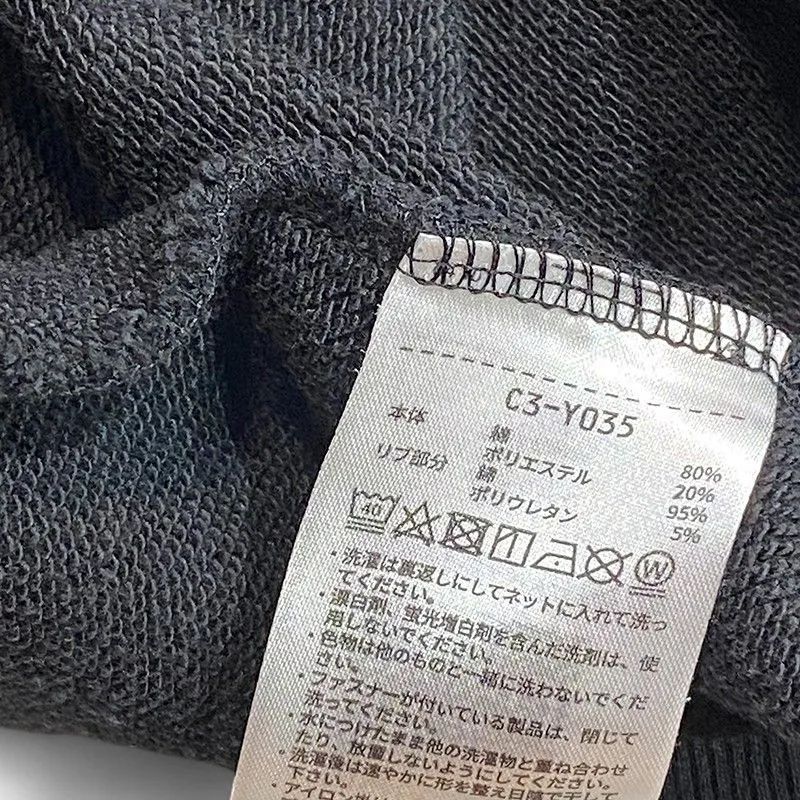 C3-Y035
本体 綿 80%
ポリエステル 20%
リブ部分 綿 95%
ポリウレタン 5%
40
W
・洗濯は裏返しにしてネットに入れて洗っ
てください。
・漂白剤、蛍光増白剤を含んだ洗剤は、使
用しないでください。
・色物は他のものと一緒に洗わないでくだ
さい。
・ファスナーが付いている製品は、閉じて
洗ってください。
・水につけたまま他の洗濯物と重ね合わせ
たり、放置しないようにしてください。
・洗濯後は速やかに形を整え日陰で干して
下さい。
・アイロン